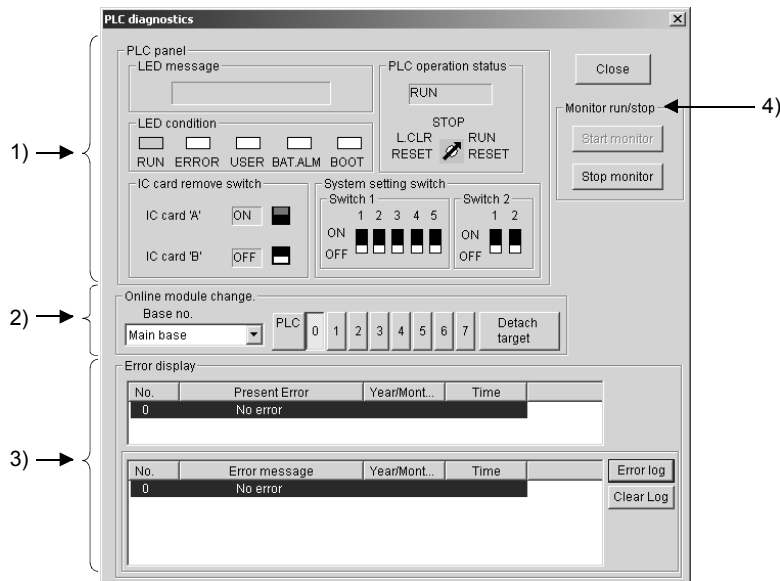 PLC diagnostics
PLC panel
LED message
PLC operation status
RUN
Close
Monitor run/stop
4)
LED condition
STOP
L.CLR RUN
RESET RESET
Start monitor
1)
RUN ERROR USER BAT.ALM BOOT
Stop monitor
IC card remove switch
System setting switch
Switch 1
Switch 2
1 2 3 4 5
1 2
IC card 'A' ON
ON
ON
IC card 'B' OFF
OFF
OFF
Online module change.
2)
Base no.
Main base
PLC 0 1 2 3 4 5 6 7
Detach
target
Error display
No. Present Error Year/Mont... Time
0 No error
3)
No. Error message Year/Mont... Time
0 No error
Error log
Clear Log